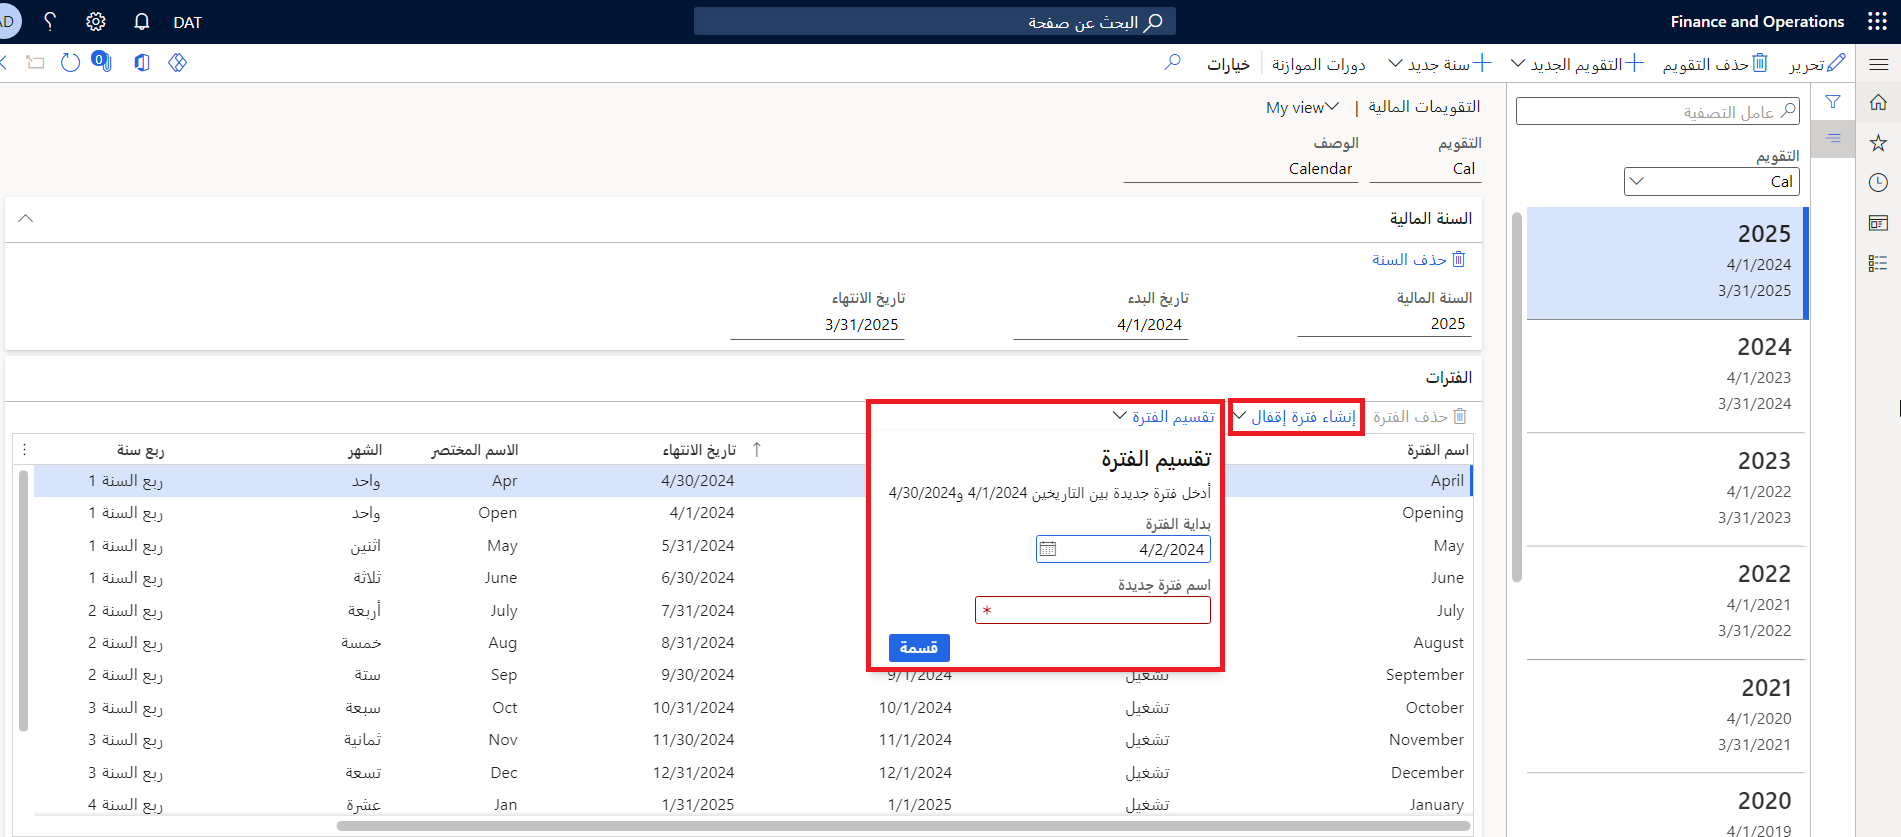 Finance and Operations
البحث عن صفحة
DAT
AD
تحرير
حذف التقويم
التقويم الجديد
سنة جديد
دورات الموازنة
خيارات
0
عامل التصفية
التقويم
Cal
2025
4/1/2024
3/31/2025
2024
4/1/2023
3/31/2024
2023
4/1/2022
3/31/2023
2022
4/1/2021
3/31/2022
2021
4/1/2020
3/31/2021
2020
4/1/2019
التقويمات المالية | My view
التقويم الوصف
Cal Calendar
السنة المالية
حذف السنة
السنة المالية تاريخ البدء تاريخ الانتهاء
2025 4/1/2024 3/31/2025
الفترات
حذف الفترة إنشاء فترة إقفال تقسيم الفترة
تقسيم الفترة
أدخل فترة جديدة بين التاريخين 4/1/2024 و4/30/2024
بداية الفترة
4/2/2024
اسم فترة جديدة
*
قسمة
اسم الفترة تاريخ الانتهاء الاسم المختصر الشهر ربع سنة
April 4/30/2024 Apr واحد ربع السنة 1
Opening 4/1/2024 Open واحد ربع السنة 1
May 5/31/2024 May اثنين ربع السنة 1
June 6/30/2024 June ثلاثة ربع السنة 1
July 7/31/2024 July أربعة ربع السنة 2
August 8/31/2024 Aug خمسة ربع السنة 2
September تشغيل 9/1/2024 9/30/2024 Sep ستة ربع السنة 2
October تشغيل 10/1/2024 10/31/2024 Oct سبعة ربع السنة 3
November تشغيل 11/1/2024 11/30/2024 Nov ثمانية ربع السنة 3
December تشغيل 12/1/2024 12/31/2024 Dec تسعة ربع السنة 3
January تشغيل 1/1/2025 1/31/2025 Jan عشرة ربع السنة 4